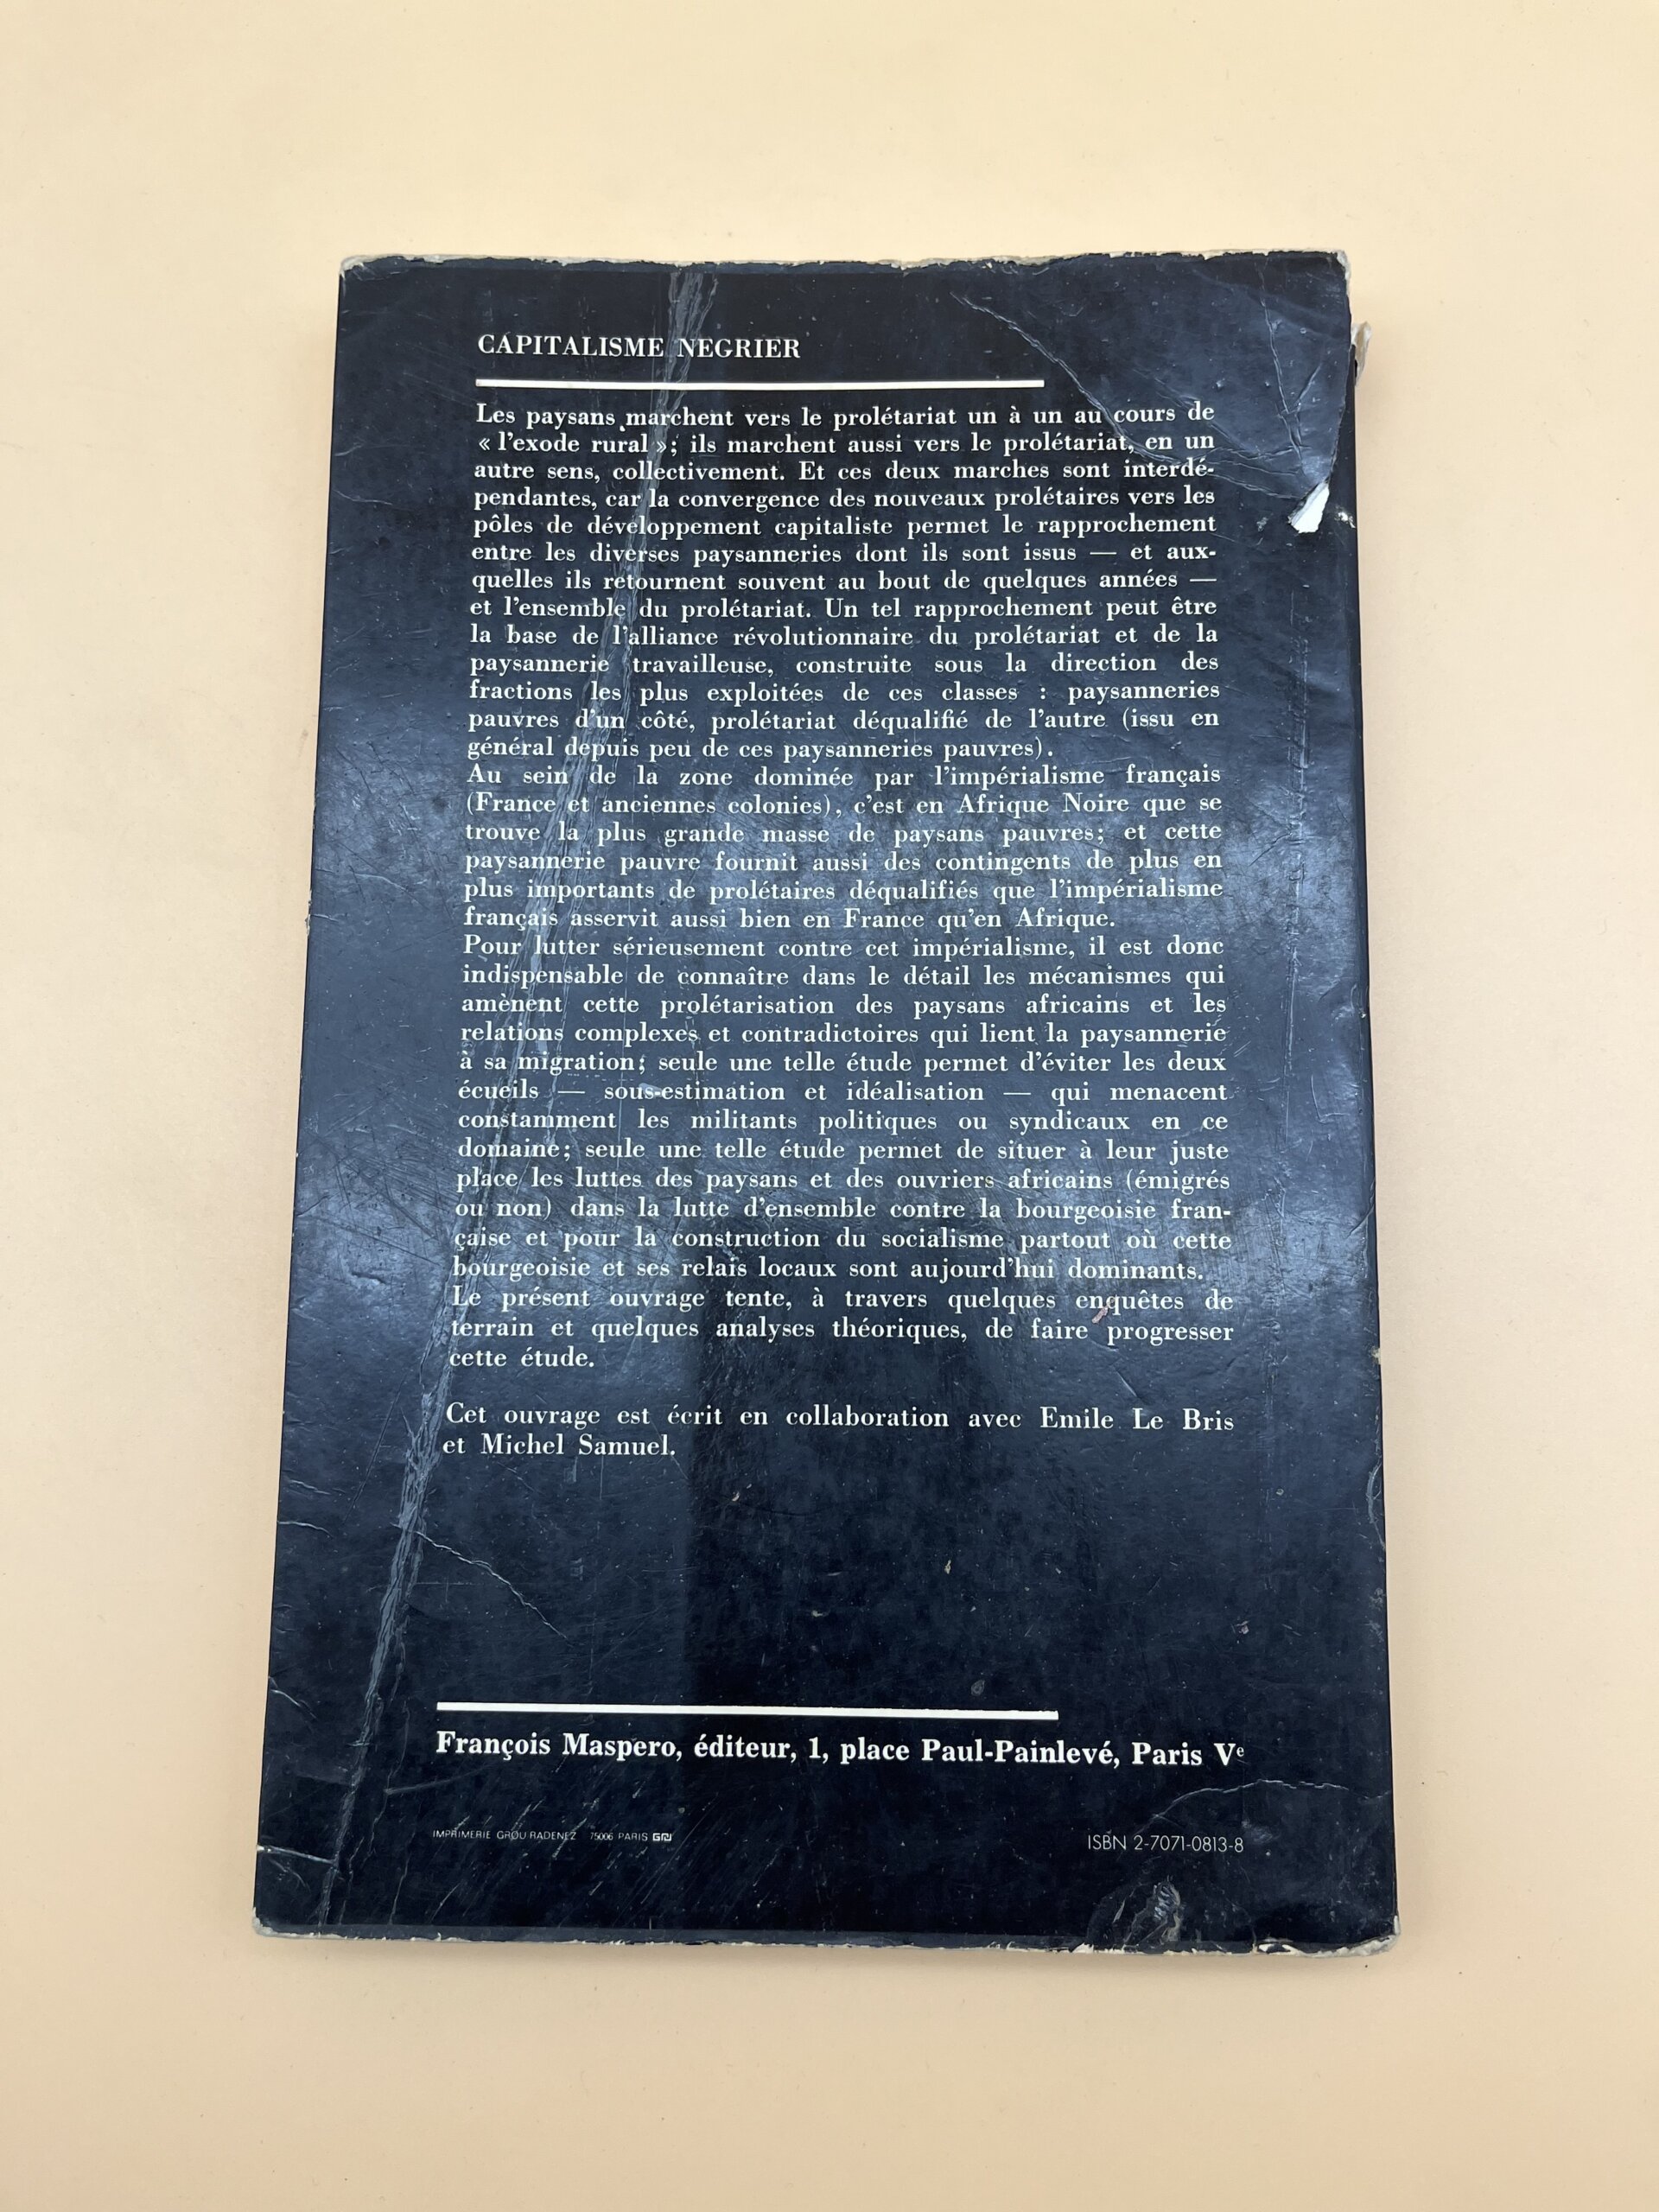 CAPITALISME NEGRIER
Les paysans marchent vers le prolétariat un à un au cours de
« l'exode rural »; ils marchent aussi vers le prolétariat, en un
autre sens, collectivement. Et ces deux marches sont interdé-
pendantes, car la convergence des nouveaux prolétaires vers les
pôles de développement capitaliste permet le rapprochement
entre les diverses paysanneries dont ils sont issus — et aux-
quelles ils retournent souvent au bout de quelques années —
et l'ensemble du prolétariat. Un tel rapprochement peut être
la base de l'alliance révolutionnaire du prolétariat et de la
paysannerie travailleuse, construite sous la direction des
fractions les plus exploitées de ces classes : paysanneries
pauvres d'un côté, prolétariat déqualifié de l'autre (issu en
général depuis peu de ces paysanneries pauvres).
Au sein de la zone dominée par l'impérialisme français
(France et anciennes colonies), c'est en Afrique Noire que se
trouve la plus grande masse de paysans pauvres; et cette
paysannerie pauvre fournit aussi des contingents de plus en
plus importants de prolétaires déqualifiés que l'impérialisme
français asservit aussi bien en France qu'en Afrique.
Pour lutter sérieusement contre cet impérialisme, il est donc
indispensable de connaître dans le détail les mécanismes qui
amènent cette prolétarisation des paysans africains et les
relations complexes et contradictoires qui lient la paysannerie
à sa migration; seule une telle étude permet d'éviter les deux
écueils — sous-estimation et idéalisation — qui menacent
constamment les militants politiques ou syndicaux en ce
domaine; seule une telle étude permet de situer à leur juste
place les luttes des paysans et des ouvriers africains (émigrés
ou non) dans la lutte d'ensemble contre la bourgeoisie fran-
çaise et pour la construction du socialisme partout où cette
bourgeoisie et ses relais locaux sont aujourd'hui dominants.
Le présent ouvrage tente, à travers quelques enquêtes de
terrain et quelques analyses théoriques, de faire progresser
cette étude.
Cet ouvrage est écrit en collaboration avec Emile Le Bris
et Michel Samuel.
François Maspero, éditeur, 1, place Paul-Painlevé, Paris Ve
IMPRIMERIE GROU-RADENEZ 75006 PARIS GRJ
ISBN 2-7071-0813-8